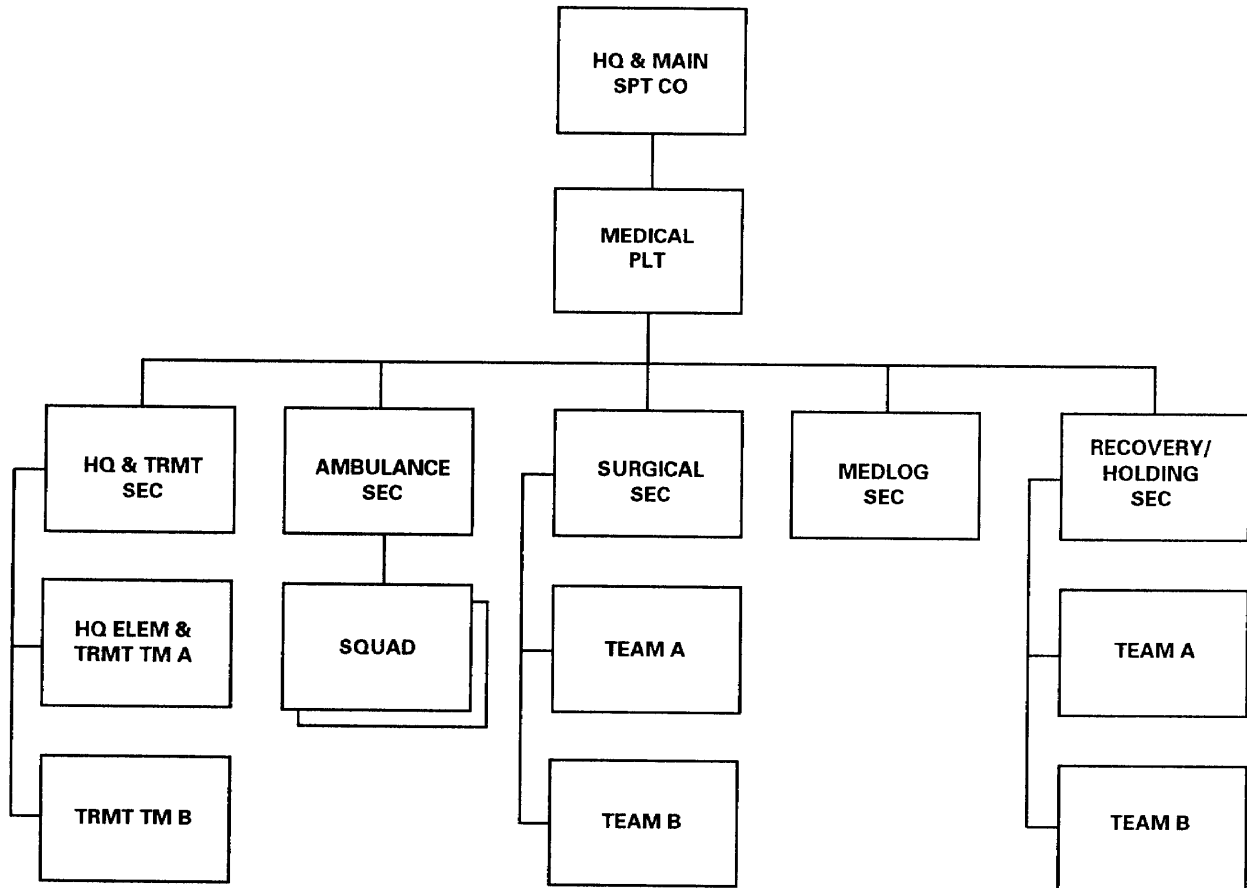 HQ & MAIN
SPT CO
MEDICAL
PLT
HQ & TRMT
SEC
AMBULANCE
SEC
SURGICAL
SEC
MEDLOG
SEC
RECOVERY/
HOLDING
SEC
HQ ELEM &
TRMT TM A
SQUAD
TEAM A
TEAM A
TRMT TM B
TEAM B
TEAM B